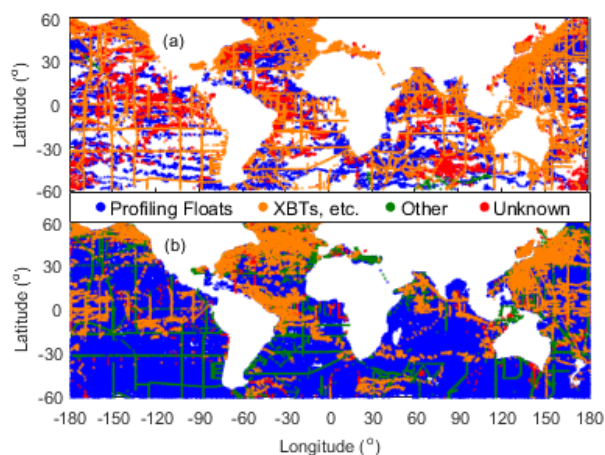 60
(a)
30
0
-30
-60
Latitude (°)
Profiling Floats XBTs, etc. Other Unknown
60
(b)
30
0
-30
-60
Latitude (°)
-180 -150 -120 -90 -60 -30 0 30 60 90 120 150 180
Longitude (°)